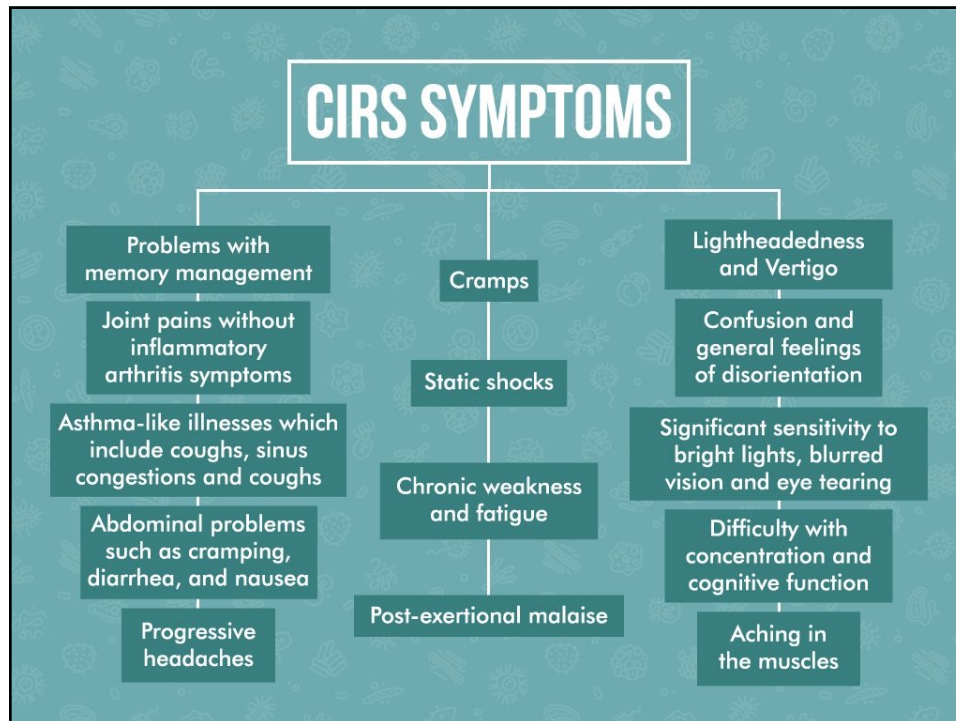 CIRS SYMPTOMS
Problems with
memory management
Joint pains without
inflammatory
arthritis symptoms
Asthma-like illnesses which
include coughs, sinus
congestions and coughs
Abdominal problems
such as cramping,
diarrhea, and nausea
Progressive
headaches
Cramps
Static shocks
Chronic weakness
and fatigue
Post-exertional malaise
Lightheadedness
and Vertigo
Confusion and
general feelings
of disorientation
Significant sensitivity to
bright lights, blurred
vision and eye tearing
Difficulty with
concentration and
cognitive function
Aching in
the muscles